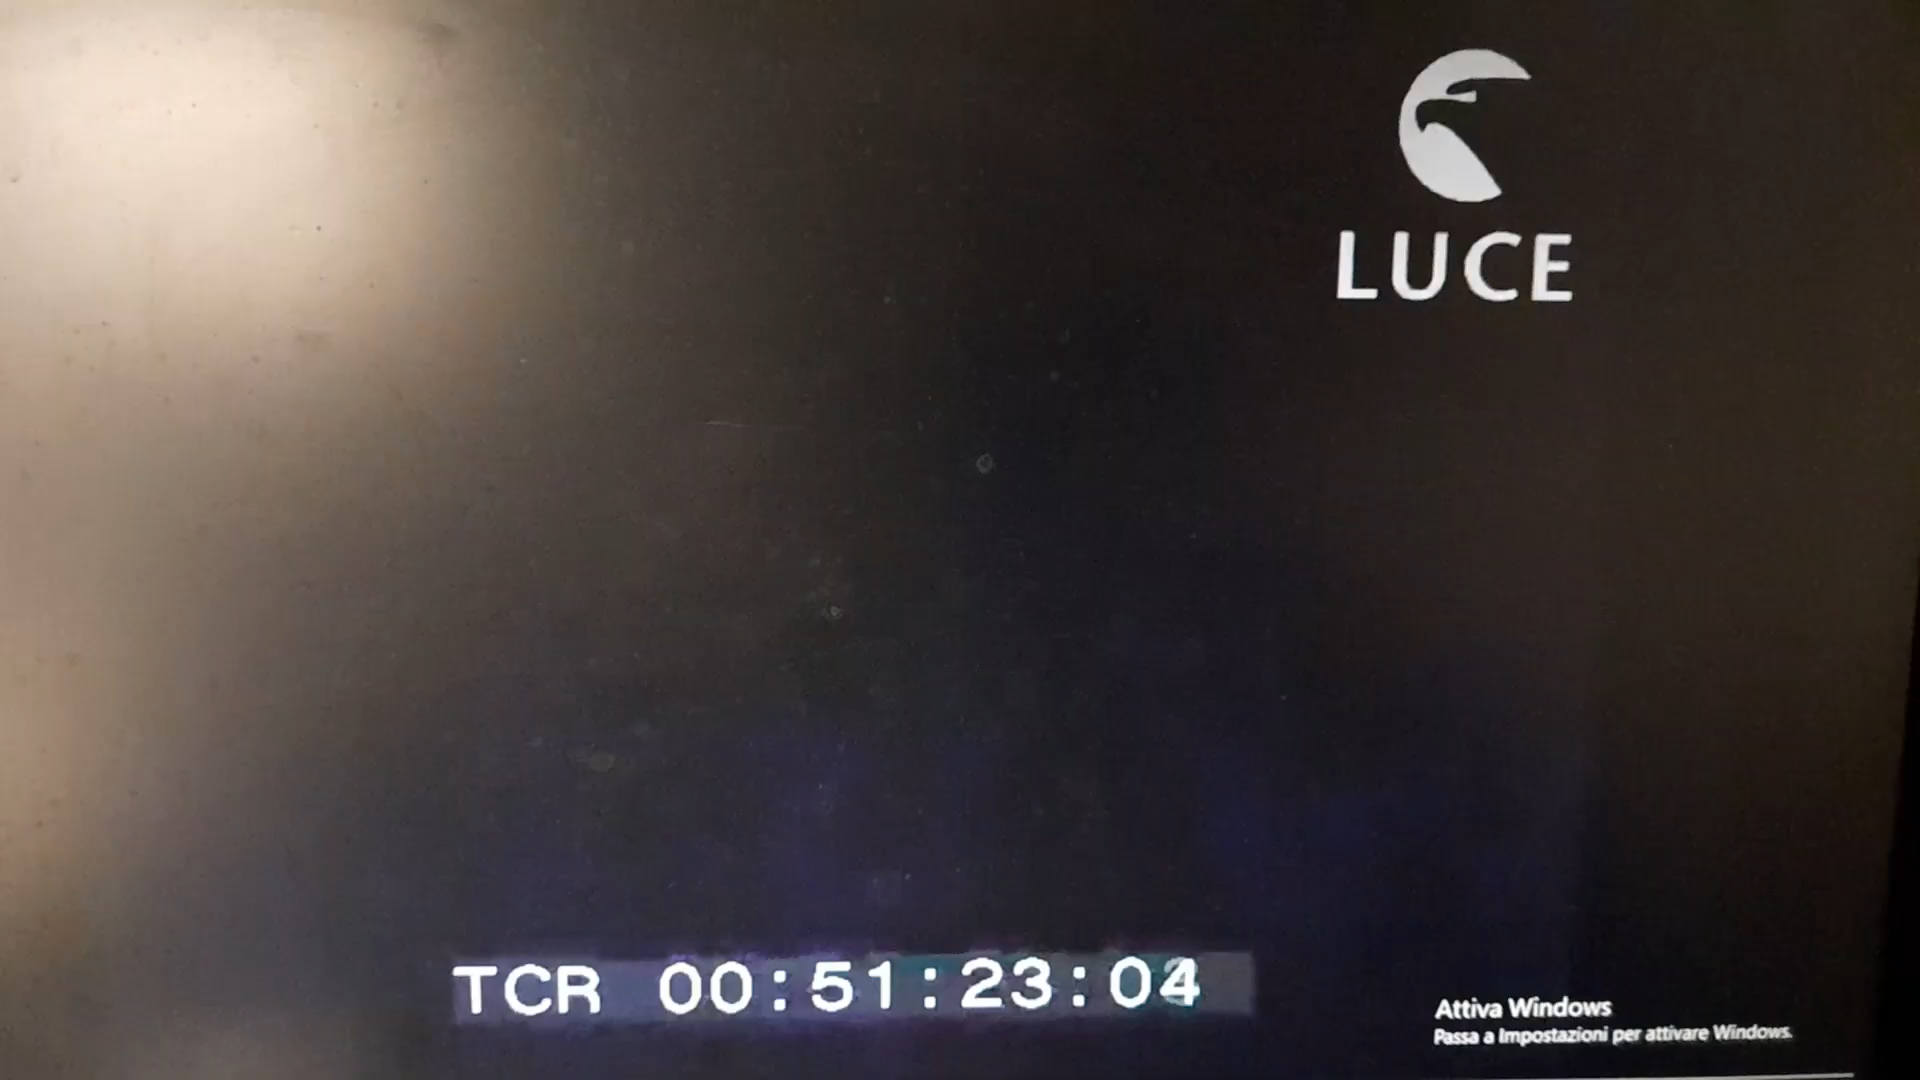 LUCE
TCR 00:51:23:04
Attiva Windows
Passa a Impostazioni per attivare Windows.